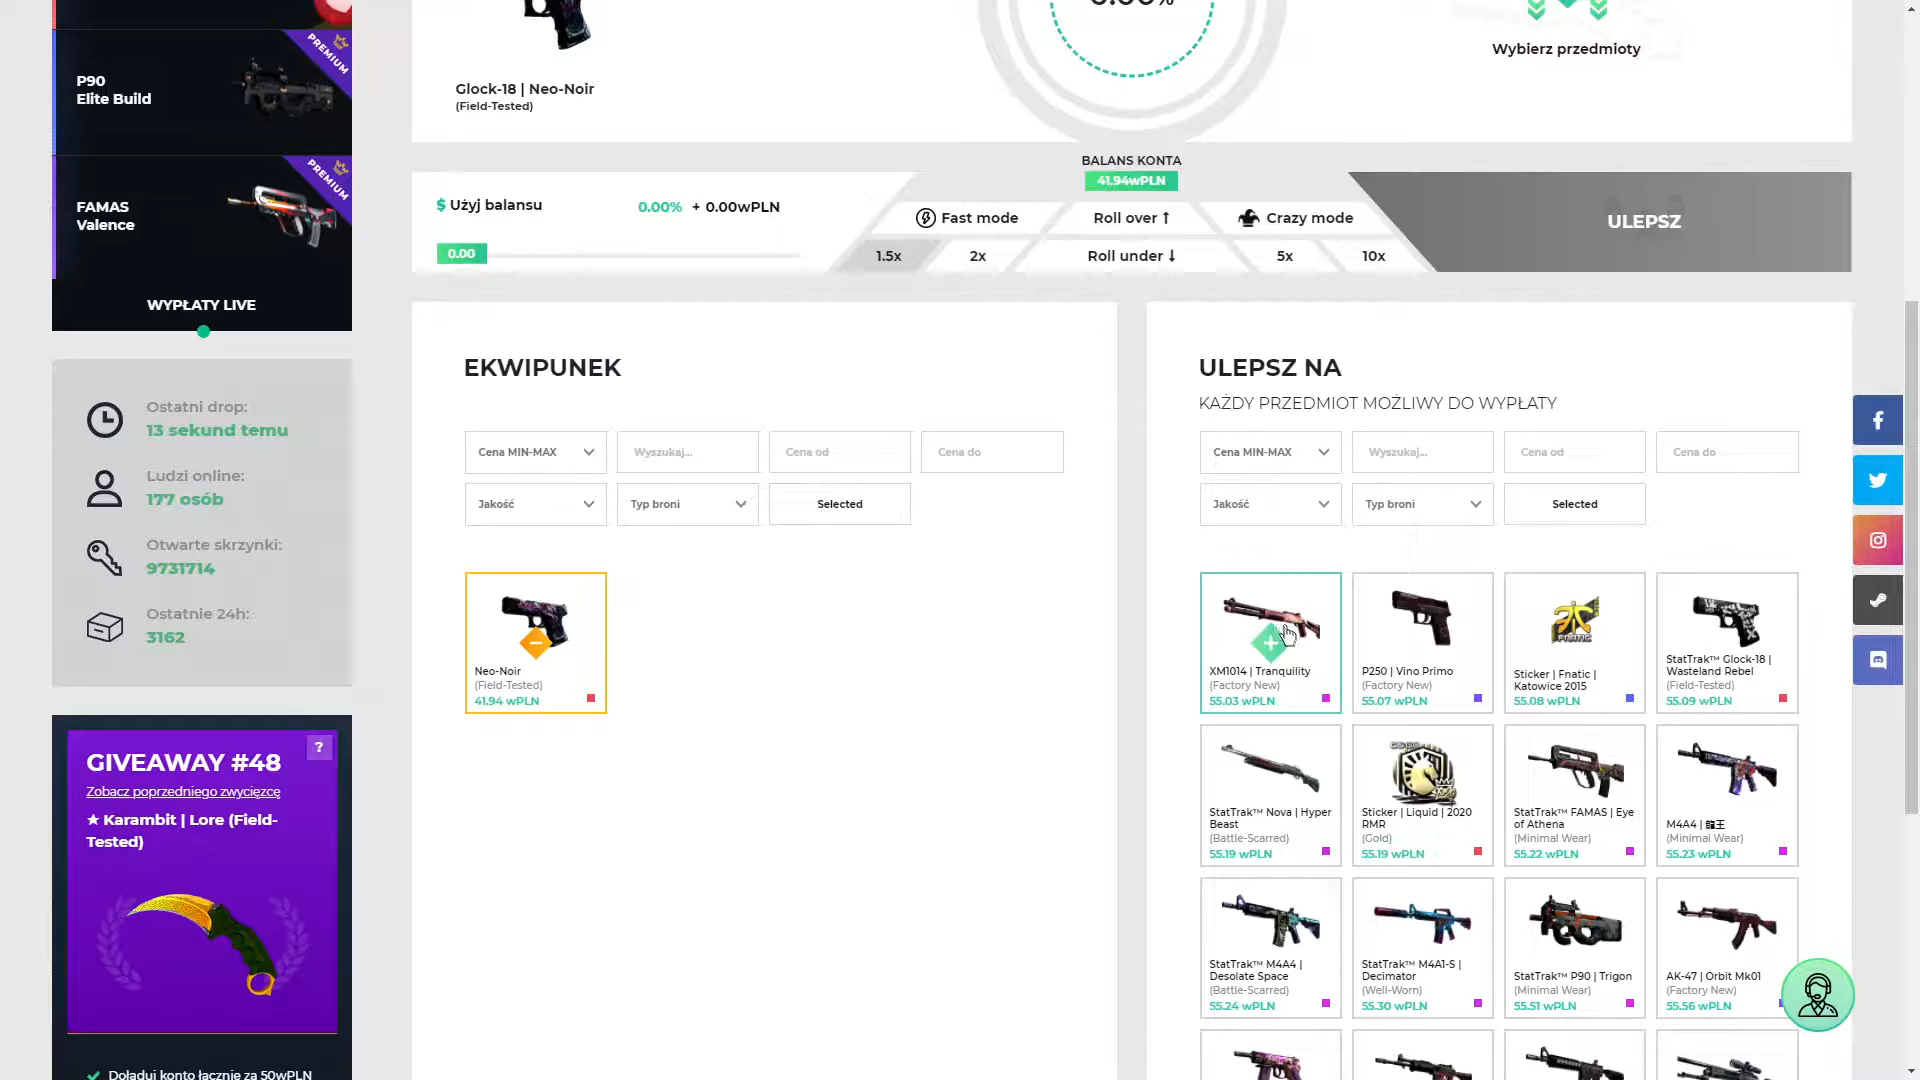 PREMIUM
P90
Elite Build
PREMIUM
FAMAS
Valence
WYPŁATY LIVE
Ostatni drop:
13 sekund temu
Ludzi online:
177 osób
Otwarte skrzynki:
9731714
Ostatnie 24h:
3162
GIVEAWAY #48
?
Zobacz poprzedniego zwycięzcę
★ Karambit | Lore (Field-
Tested)
Doładuj konto łącznie za 50wPLN
Glock-18 | Neo-Noir
(Field-Tested)
0.00%
Wybierz przedmioty
BALANS KONTA
41.94wPLN
$ Użyj balansu
0.00% + 0.00wPLN
0.00
Fast mode
Roll over ↑
Crazy mode
1.5x
2x
Roll under ↓
5x
10x
ULEPSZ
EKWIPUNEK
Cena MIN-MAX
Wyszukaj...
Cena od
Cena do
Jakość
Typ broni
Selected
Neo-Noir
(Field-Tested)
41.94 wPLN
ULEPSZ NA
KAŻDY PRZEDMIOT MOŻLIWY DO WYPŁATY
Cena MIN-MAX
Wyszukaj...
Cena od
Cena do
Jakość
Typ broni
Selected
XM1014 | Tranquility
(Factory New)
55.03 wPLN
P250 | Vino Primo
(Factory New)
55.07 wPLN
FNATIC
Sticker | Fnatic |
Katowice 2015
55.08 wPLN
StatTrak™ Glock-18 |
Wasteland Rebel
(Field-Tested)
55.09 wPLN
StatTrak™ Nova | Hyper
Beast
(Battle-Scarred)
55.19 wPLN
Sticker | Liquid | 2020
RMR
(Gold)
55.19 wPLN
StatTrak™ FAMAS | Eye
of Athena
(Minimal Wear)
55.22 wPLN
M4A4 | 龍王
(Minimal Wear)
55.23 wPLN
StatTrak™ M4A4 |
Desolate Space
(Battle-Scarred)
55.24 wPLN
StatTrak™ M4A1-S |
Decimator
(Well-Worn)
55.30 wPLN
StatTrak™ P90 | Trigon
(Minimal Wear)
55.51 wPLN
AK-47 | Orbit Mk01
(Factory New)
55.56 wPLN